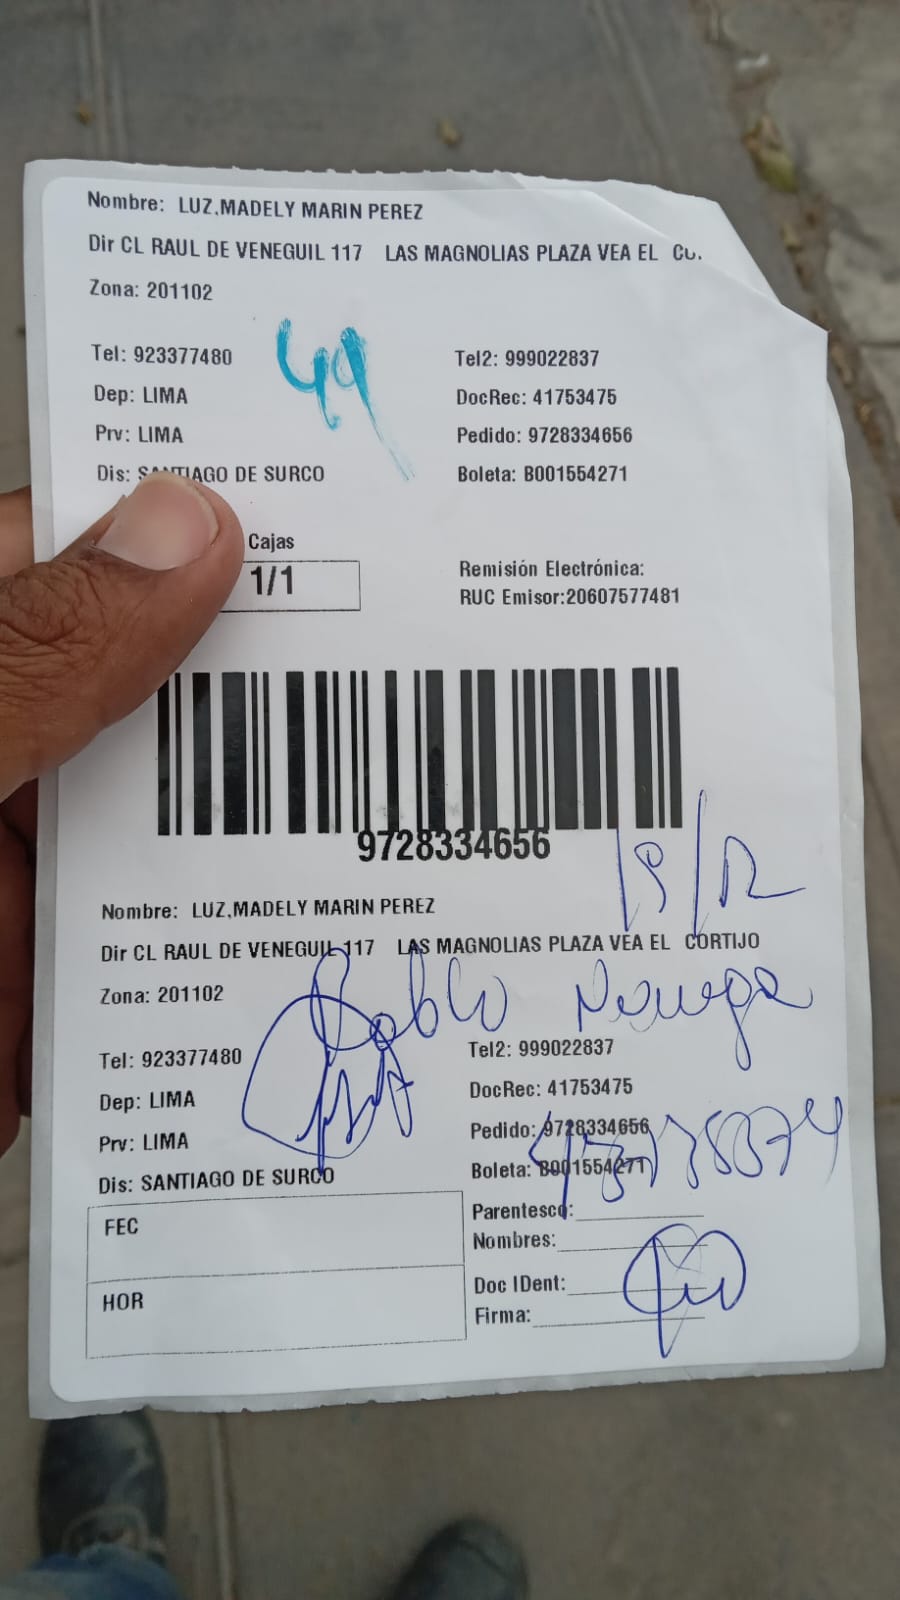 Nombre: LUZ,MADELY MARIN PEREZ
Dir CL RAUL DE VENEGUIL 117 LAS MAGNOLIAS PLAZA VEA EL
Zona: 201102
49
Tel: 923377480 Tel2: 999022837
Dep: LIMA DocRec: 41753475
Prv: LIMA Pedido: 9728334656
Dis: SANTIAGO DE SURCO Boleta: B001554271
Cajas
1/1
Remisión Electrónica:
RUC Emisor:20607577481
9728334656
19/12
Nombre: LUZ,MADELY MARIN PEREZ
Dir CL RAUL DE VENEGUIL 117 LAS MAGNOLIAS PLAZA VEA EL CORTIJO
Zona: 201102
Pablo
Tel: 923377480 Tel2: 999022837
Dep: LIMA DocRec: 41753475
Prv: LIMA Pedido: 9728334656
Dis: SANTIAGO DE SURCO Boleta: B001554271
FEC Parentesco:
Nombres:
HOR Doc IDent:
Firma: